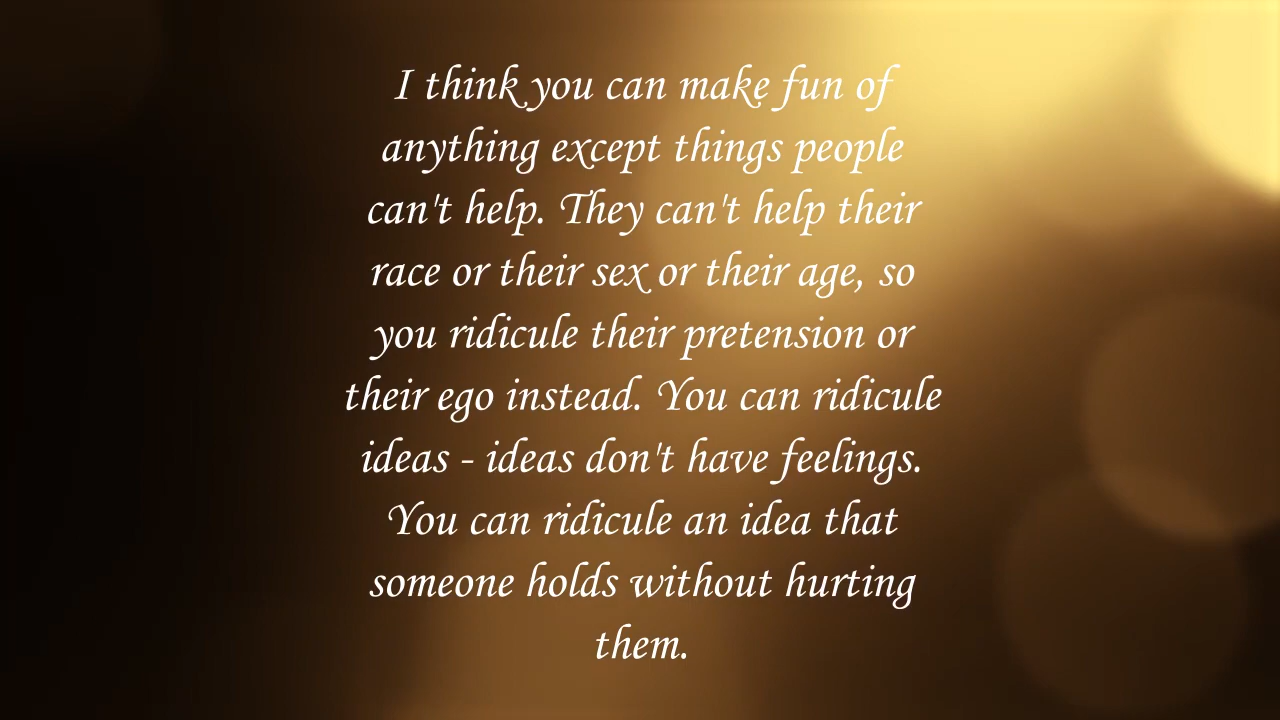 I think you can make fun of
anything except things people
can't help. They can't help their
race or their sex or their age, so
you ridicule their pretension or
their ego instead. You can ridicule
ideas - ideas don't have feelings.
You can ridicule an idea that
someone holds without hurting
them.